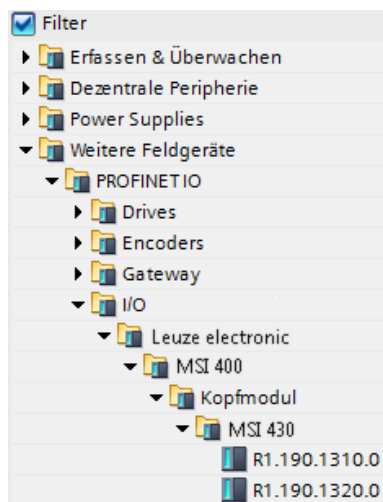 Filter
Erfassen & Überwachen
Dezentrale Peripherie
Power Supplies
Weitere Feldgeräte
PROFINET IO
Drives
Encoders
Gateway
I/O
Leuze electronic
MSI 400
Kopfmodul
MSI 430
R1.190.1310.0
R1.190.1320.0